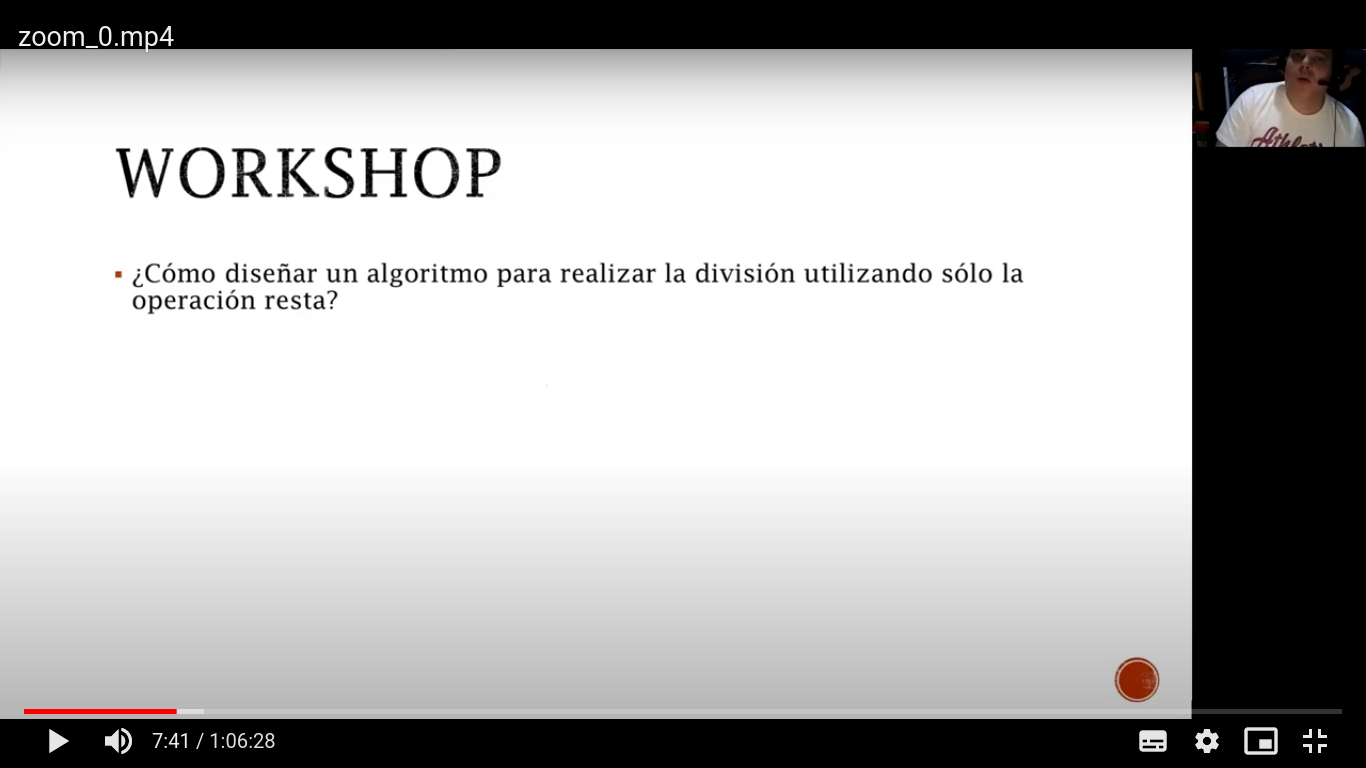 zoom_0.mp4
WORKSHOP
▪ ¿Cómo diseñar un algoritmo para realizar la división utilizando sólo la
operación resta?
7:41 / 1:06:28